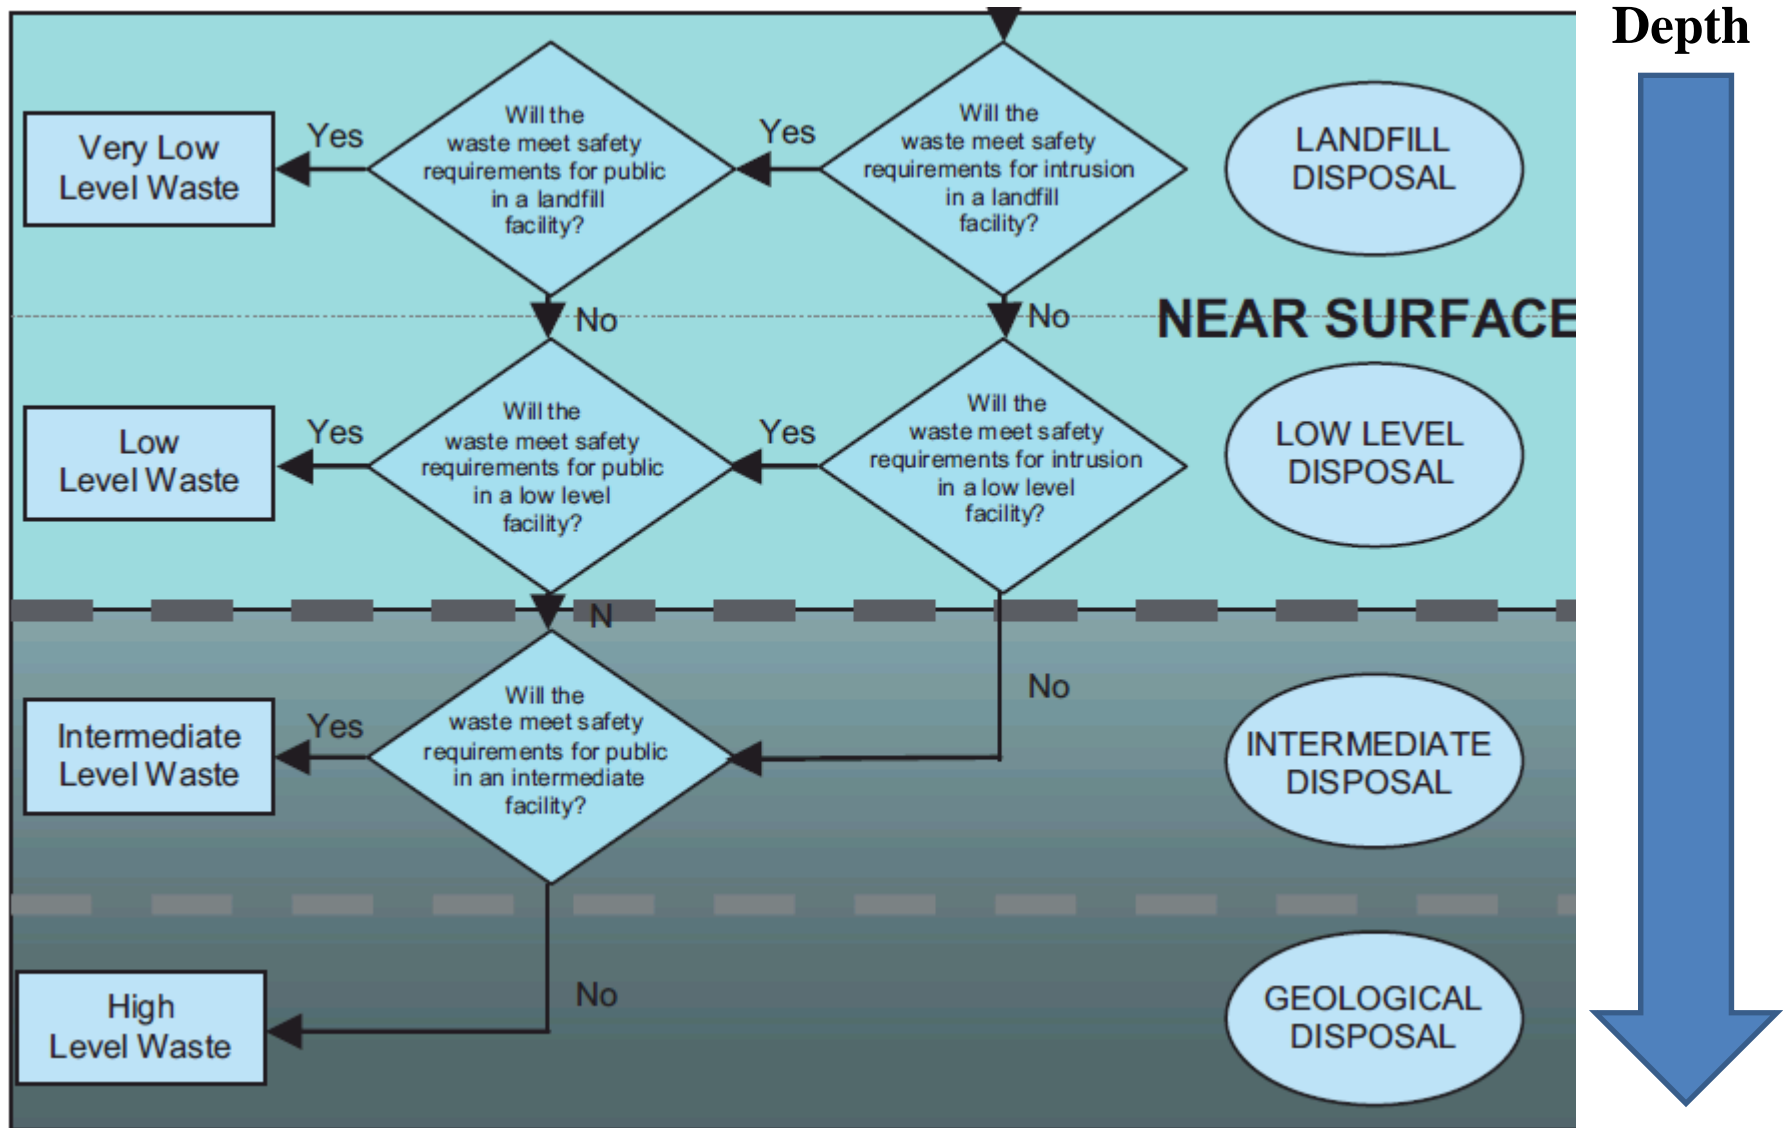 Depth
Will the
waste meet safety
requirements for public
in a landfill
facility?
Will the
waste meet safety
requirements for intrusion
in a landfill
facility?
Very Low
Level Waste
Yes
Yes
LANDFILL
DISPOSAL
No
No
NEAR SURFACE
Low
Level Waste
Yes
Will the
waste meet safety
requirements for public
in a low level
facility?
Yes
Will the
waste meet safety
requirements for intrusion
in a low level
facility?
LOW LEVEL
DISPOSAL
N
No
Intermediate
Level Waste
Yes
Will the
waste meet safety
requirements for public
in an intermediate
facility?
INTERMEDIATE
DISPOSAL
High
Level Waste
No
GEOLOGICAL
DISPOSAL